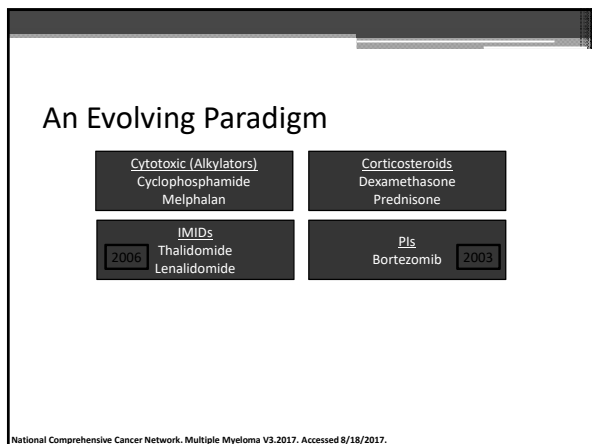 An Evolving Paradigm
Cytotoxic (Alkylators)
Cyclophosphamide
Melphalan
Corticosteroids
Dexamethasone
Prednisone
IMIDs
Thalidomide
Lenalidomide
2006
PIs
Bortezomib
2003
National Comprehensive Cancer Network. Multiple Myeloma V3.2017. Accessed 8/18/2017.